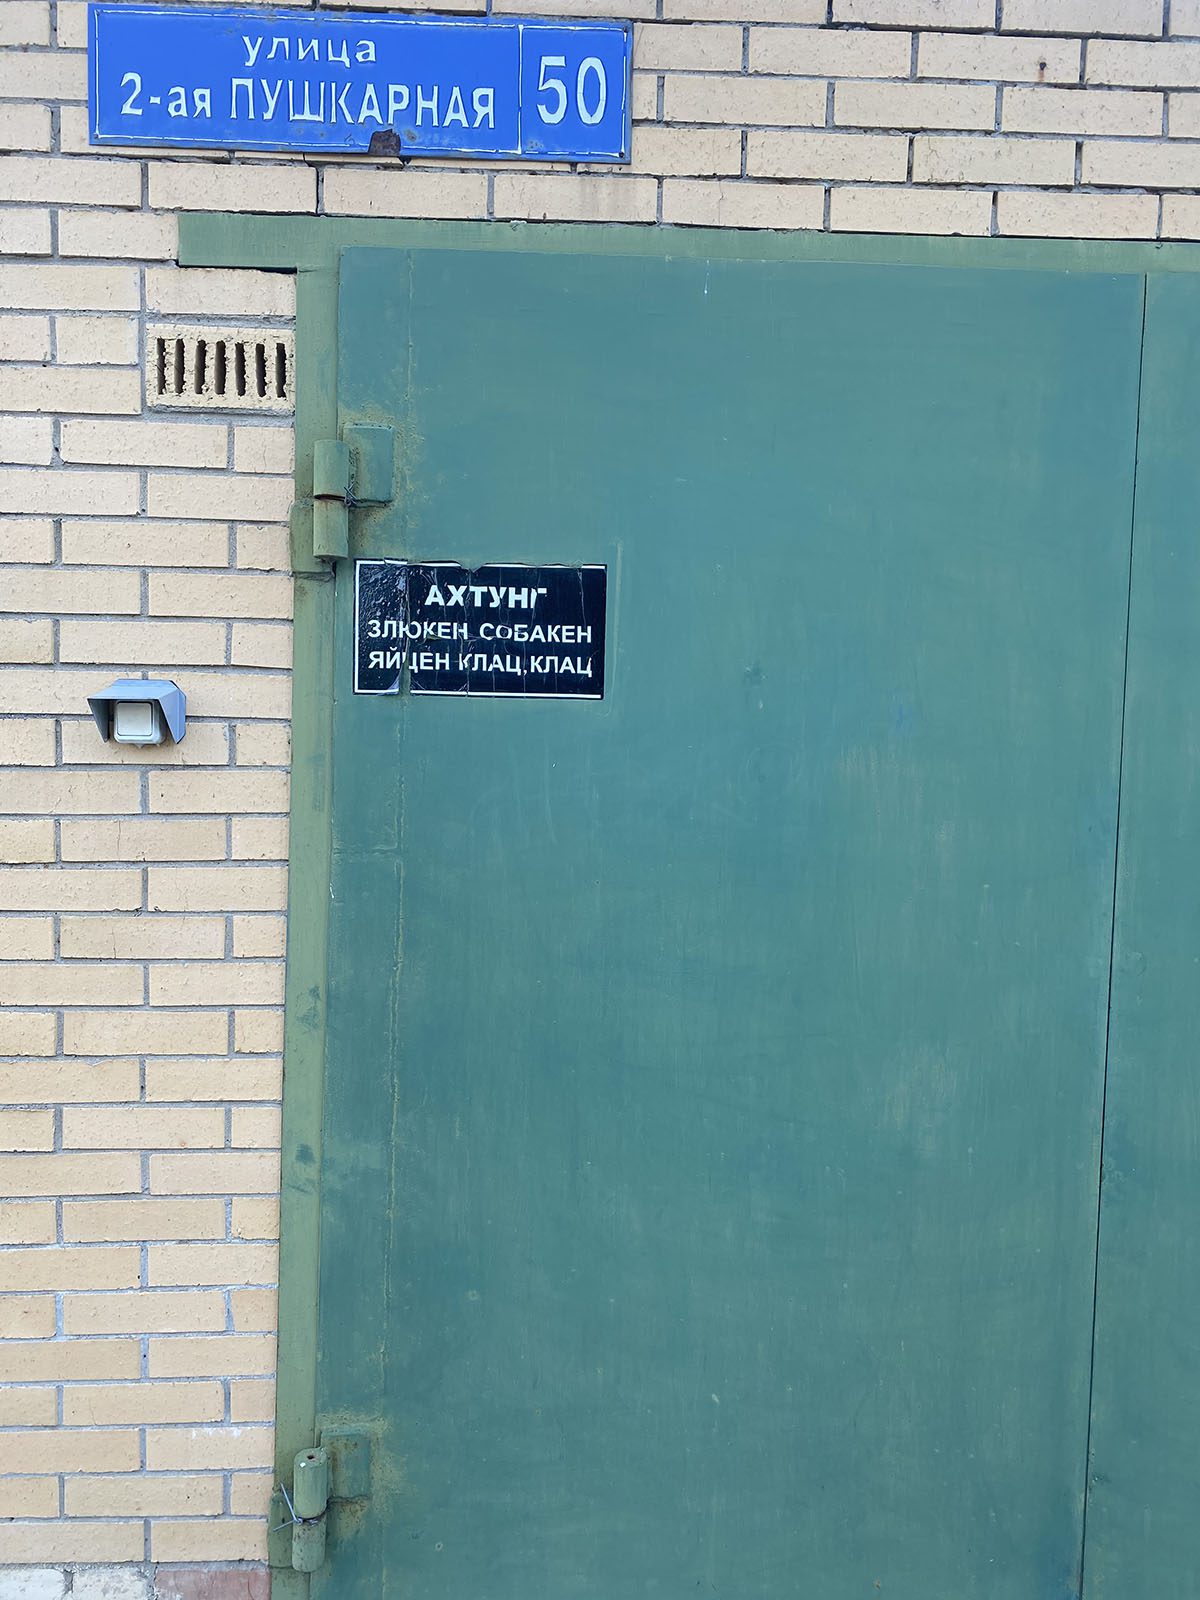 улица
2-ая ПУШКАРНАЯ
50
АХТУНГ
ЗЛЮКЕН СОБАКЕН
ЯЙЦЕН КЛАЦ,КЛАЦ